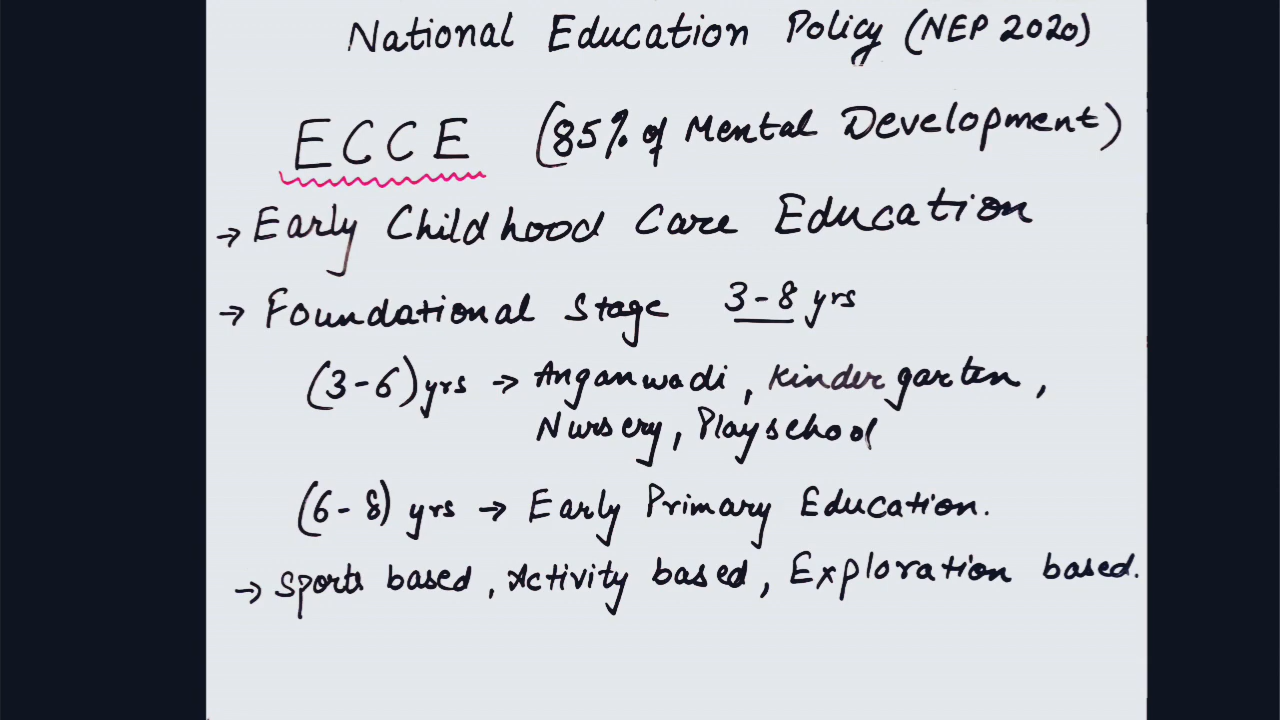 National Education Policy (NEP 2020)
ECCE (85% of Mental Development)
→ Early Childhood Care Education
→ Foundational Stage 3-8 yrs
(3-6) yrs → Anganwadi, Kindergarten,
Nursery, Playschool
(6-8) yrs → Early Primary Education.
→ Sports based, Activity based, Exploration based.